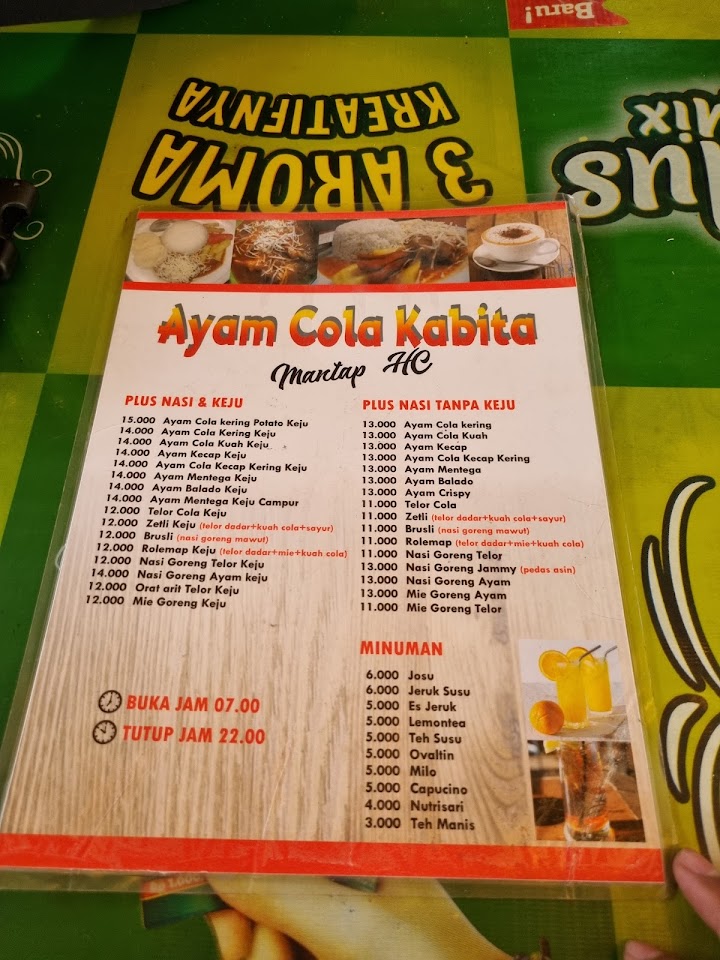 Baru!
3 AROMA
KREATIFNYA
Mix
Ayam Cola Kabita
Mantap HC
PLUS NASI & KEJU
15.000 Ayam Cola kering Potato Keju
14.000 Ayam Cola Kering Keju
14.000 Ayam Cola Kuah Keju
14.000 Ayam Kecap Keju
14.000 Ayam Cola Kecap Kering Keju
14.000 Ayam Mentega Keju
14.000 Ayam Balado Keju
14.000 Ayam Mentega Keju Campur
12.000 Telor Cola Keju
12.000 Zetli Keju (telor dadar+kuah cola+sayur)
12.000 Brusli (nasi goreng mawut)
12.000 Rolemap Keju (telor dadar+mie+kuah cola)
12.000 Nasi Goreng Telor Keju
14.000 Nasi Goreng Ayam keju
12.000 Orat arit Telor Keju
12.000 Mie Goreng Keju
BUKA JAM 07.00
TUTUP JAM 22.00
PLUS NASI TANPA KEJU
13.000 Ayam Cola kering
13.000 Ayam Cola Kuah
13.000 Ayam Kecap
13.000 Ayam Cola Kecap Kering
13.000 Ayam Mentega
13.000 Ayam Balado
13.000 Ayam Crispy
11.000 Telor Cola
11.000 Zetli (telor dadar+kuah cola+sayur)
11.000 Brusli (nasi goreng mawut)
11.000 Rolemap (telor dadar+mie+kuah cola)
11.000 Nasi Goreng Telor
13.000 Nasi Goreng Jammy (pedas asin)
13.000 Nasi Goreng Ayam
13.000 Mie Goreng Ayam
11.000 Mie Goreng Telor
MINUMAN
6.000 Josu
6.000 Jeruk Susu
5.000 Es Jeruk
5.000 Lemontea
5.000 Teh Susu
5.000 Ovaltin
5.000 Milo
5.000 Capucino
4.000 Nutrisari
3.000 Teh Manis